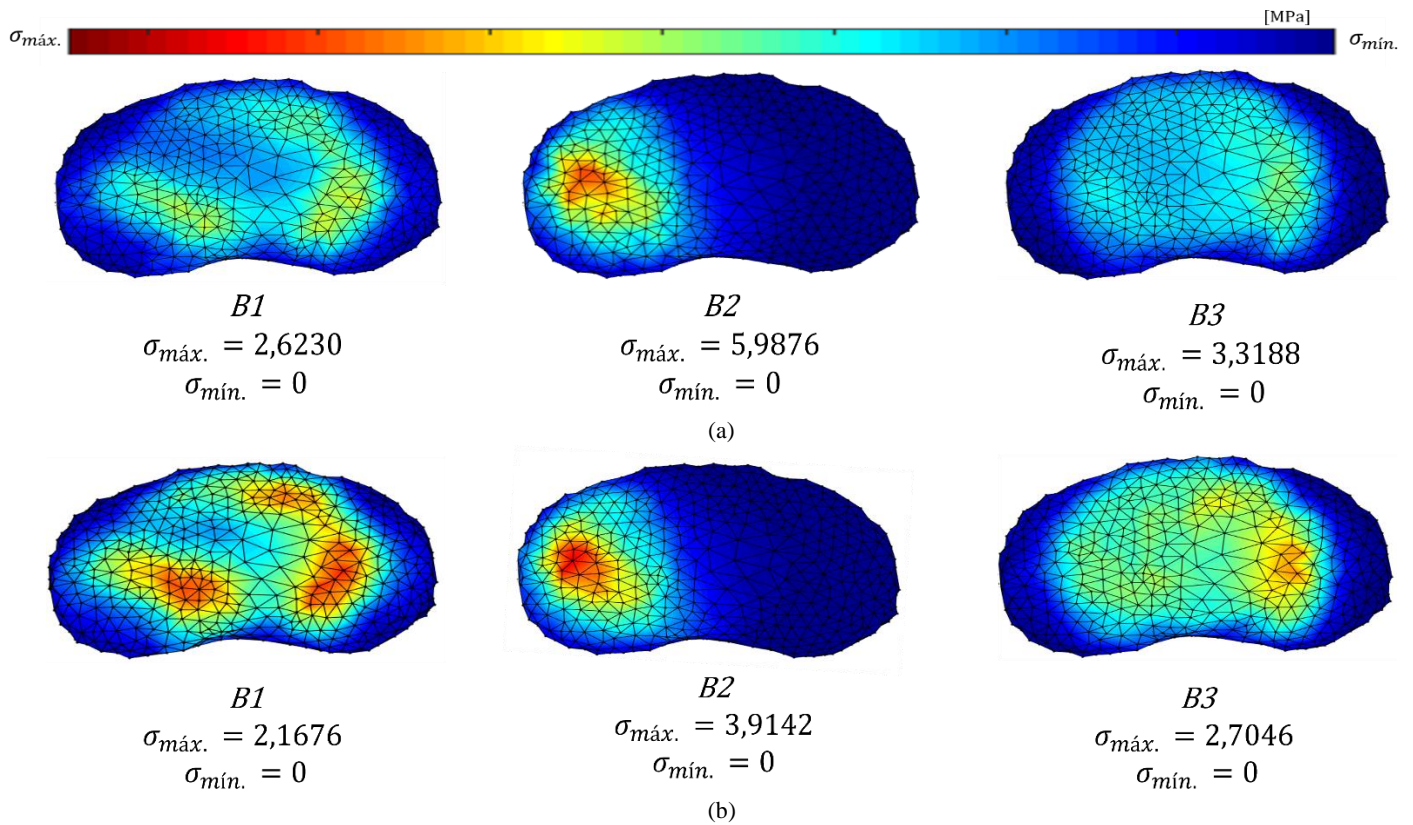 [MPa]
σmáx. σmín.
B1 B2 B3
σmáx. = 2,6230 σmáx. = 5,9876 σmáx. = 3,3188
σmín. = 0 σmín. = 0 σmín. = 0
(a)
B1 B2 B3
σmáx. = 2,1676 σmáx. = 3,9142 σmáx. = 2,7046
σmín. = 0 σmín. = 0 σmín. = 0
(b)